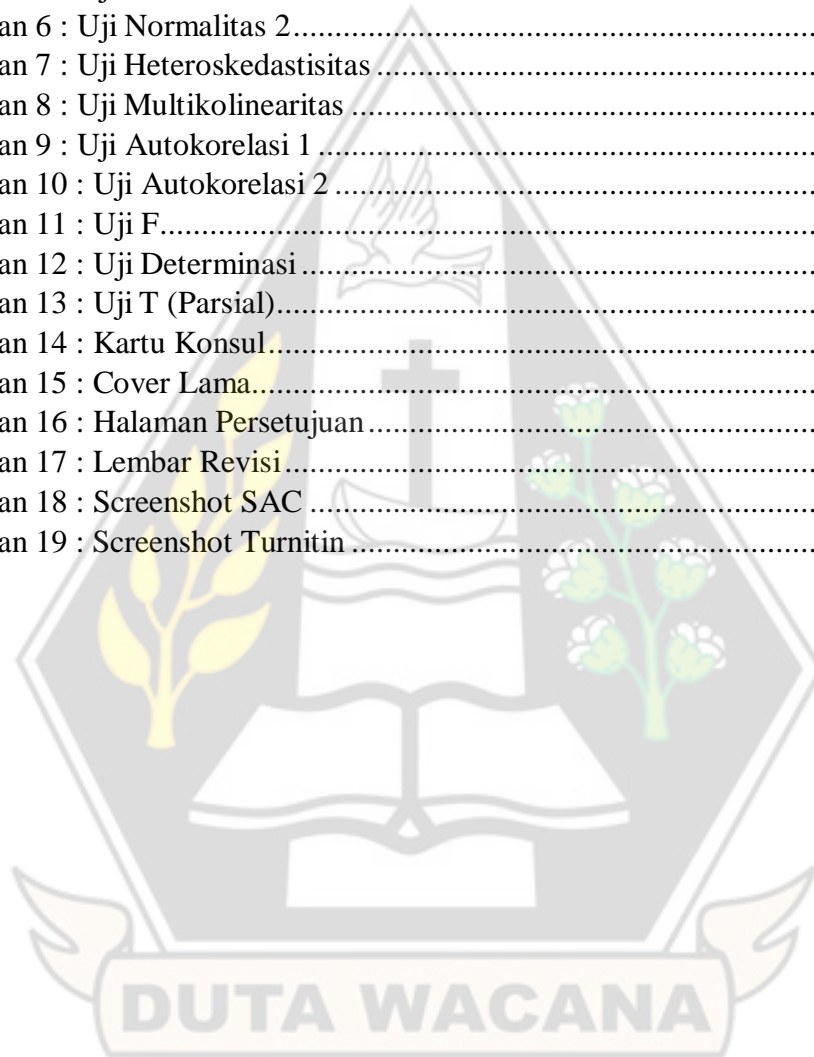 an 6 : Uji Normalitas 2.......................................................................................
an 7 : Uji Heteroskedastisitas.........................................................................
an 8 : Uji Multikolinearitas .............................................................................
an 9 : Uji Autokorelasi 1 ..................................................................................
an 10 : Uji Autokorelasi 2 ................................................................................
an 11 : Uji F............................................................................................................
an 12 : Uji Determinasi .....................................................................................
an 13 : Uji T (Parsial).....................................................................................
an 14 : Kartu Konsul...........................................................................................
an 15 : Cover Lama..............................................................................................
an 16 : Halaman Persetujuan ..........................................................................
an 17 : Lembar Revisi ........................................................................................
an 18 : Screenshot SAC ....................................................................................
an 19 : Screenshot Turnitin .............................................................................
DUTA WACANA